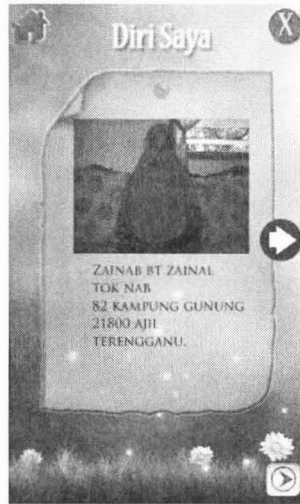 Diri Saya
X
ZAINAB BT ZAINAL
TOK NAB
82 KAMPUNG GUNUNG
21800 AJIL
TERENGGANU.